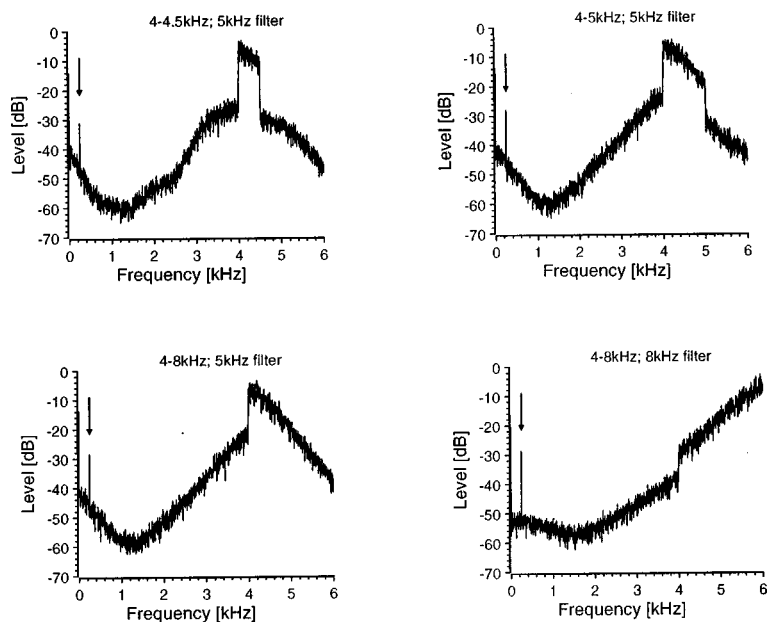 4-4.5kHz; 5kHz filter
0
-10
-20
-30
-40
-50
-60
-70
Level [dB]
0 1 2 3 4 5 6
Frequency [kHz]
4-5kHz; 5kHz filter
0
-10
-20
-30
-40
-50
-60
-70
Level [dB]
0 1 2 3 4 5 6
Frequency [kHz]
4-8kHz; 5kHz filter
0
-10
-20
-30
-40
-50
-60
-70
Level [dB]
0 1 2 3 4 5 6
Frequency [kHz]
4-8kHz; 8kHz filter
0
-10
-20
-30
-40
-50
-60
-70
Level [dB]
0 1 2 3 4 5 6
Frequency [kHz]